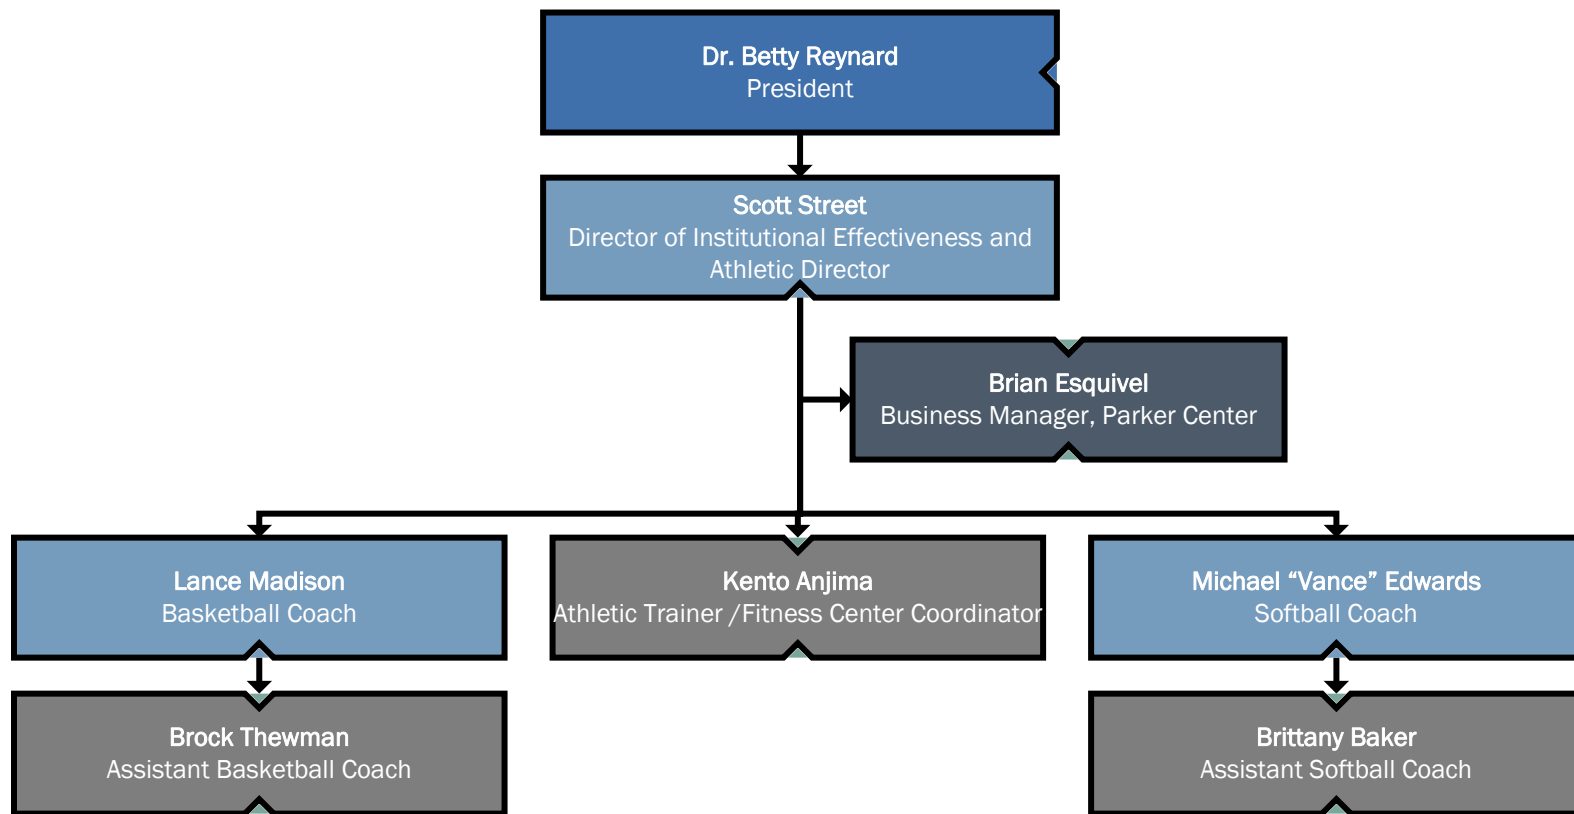 Dr. Betty Reynard
President
Scott Street
Director of Institutional Effectiveness and
Athletic Director
Brian Esquivel
Business Manager, Parker Center
Lance Madison
Basketball Coach
Kento Anjima
Athletic Trainer /Fitness Center Coordinator
Michael “Vance” Edwards
Softball Coach
Brock Thewman
Assistant Basketball Coach
Brittany Baker
Assistant Softball Coach